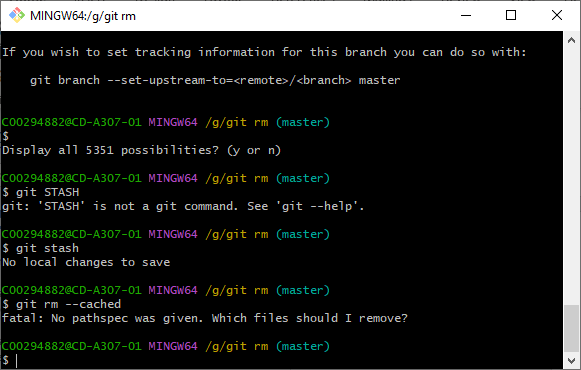 MINGW64:/g/git rm
If you wish to set tracking information for this branch you can do so with:
git branch --set-upstream-to=<remote>/<branch> master
C00294882@CD-A307-01 MINGW64 /g/git rm (master)
$
Display all 5351 possibilities? (y or n)
C00294882@CD-A307-01 MINGW64 /g/git rm (master)
$ git STASH
git: 'STASH' is not a git command. See 'git --help'.
C00294882@CD-A307-01 MINGW64 /g/git rm (master)
$ git stash
No local changes to save
C00294882@CD-A307-01 MINGW64 /g/git rm (master)
$ git rm --cached
fatal: No pathspec was given. Which files should I remove?
C00294882@CD-A307-01 MINGW64 /g/git rm (master)
$